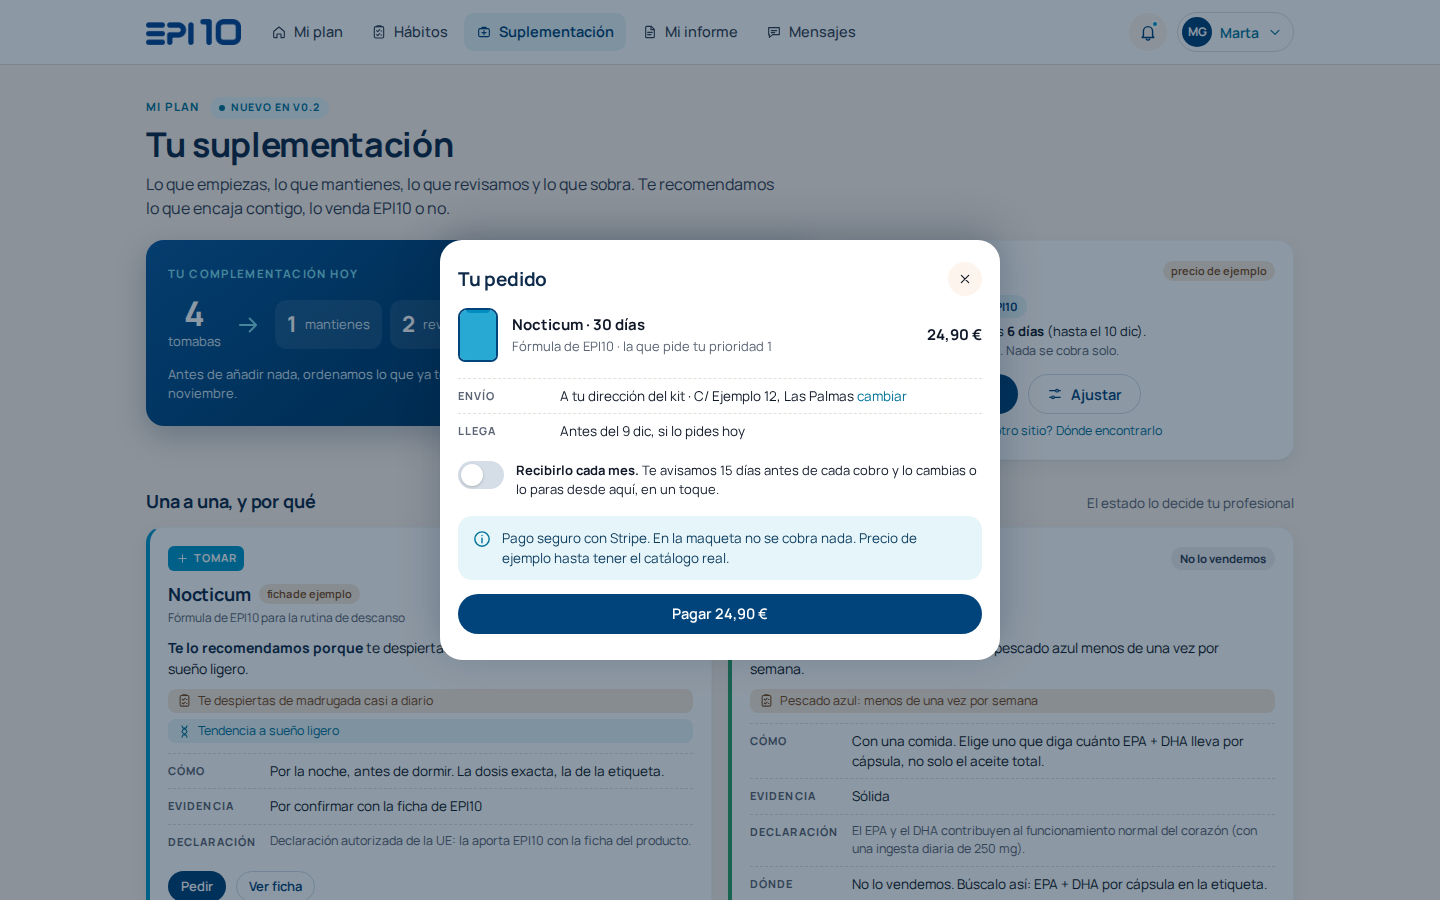 EPI10
Mi plan
Hábitos
Suplementación
Mi informe
Mensajes
MG
Marta
MI PLAN
NUEVO EN V0.2
Tu suplementación
Lo que empiezas, lo que mantienes, lo que revisamos y lo que sobra. Te recomendamos
lo que encaja contigo, lo venda EPI10 o no.
TU COMPLEMENTACIÓN HOY
4
tomabas
1 mantienes
2
Antes de añadir nada, ordenamos lo que ya
noviembre.
precio de ejemplo
6 días (hasta el 10 dic).
Nada se cobra solo.
Ajustar
sitio? Dónde encontrarlo
Tu pedido
Nocticum · 30 días
Fórmula de EPI10 · la que pide tu prioridad 1
24,90 €
ENVÍO
A tu dirección del kit · C/ Ejemplo 12, Las Palmas cambiar
LLEGA
Antes del 9 dic, si lo pides hoy
Recibirlo cada mes. Te avisamos 15 días antes de cada cobro y lo cambias o
lo paras desde aquí, en un toque.
Pago seguro con Stripe. En la maqueta no se cobra nada. Precio de
ejemplo hasta tener el catálogo real.
Pagar 24,90 €
Una a una, y por qué
El estado lo decide tu profesional
TOMAR
Nocticum
ficha de ejemplo
Fórmula de EPI10 para la rutina de descanso
Te lo recomendamos porque te despierta
sueño ligero.
Te despiertas de madrugada casi a diario
Tendencia a sueño ligero
CÓMO
Por la noche, antes de dormir. La dosis exacta, la de la etiqueta.
EVIDENCIA
Por confirmar con la ficha de EPI10
DECLARACIÓN
Declaración autorizada de la UE: la aporta EPI10 con la ficha del producto.
Pedir
Ver ficha
No lo vendemos
pescado azul menos de una vez por
semana.
Pescado azul: menos de una vez por semana
CÓMO
Con una comida. Elige uno que diga cuánto EPA + DHA lleva por
cápsula, no solo el aceite total.
EVIDENCIA
Sólida
DECLARACIÓN
El EPA y el DHA contribuyen al funcionamiento normal del corazón (con
una ingesta diaria de 250 mg).
DÓNDE
No lo vendemos. Búscalo así: EPA + DHA por cápsula en la etiqueta.